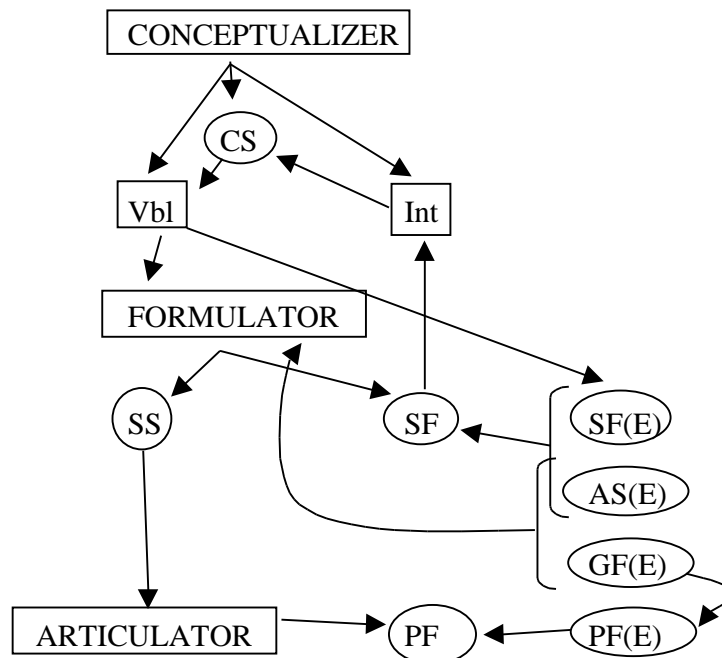 CONCEPTUALIZER
CS
Vbl
Int
FORMULATOR
SS
SF
SF(E)
AS(E)
GF(E)
ARTICULATOR
PF
PF(E)